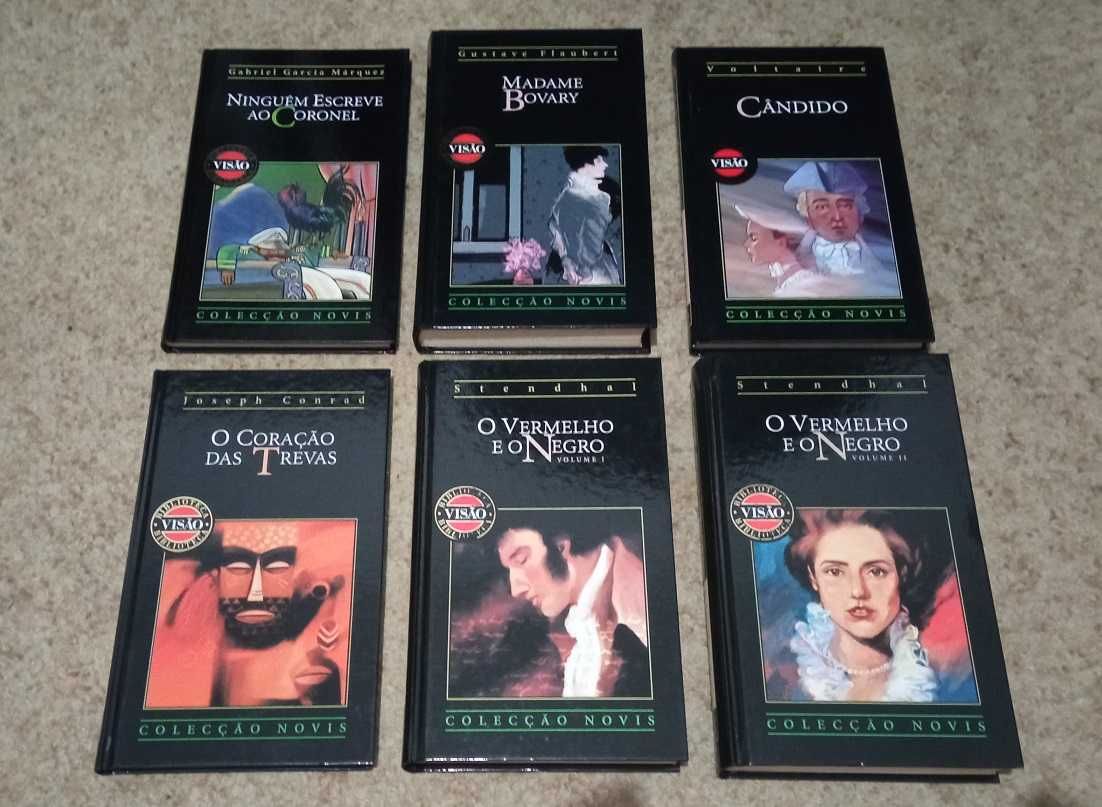 Gabriel García Márquez
NINGUÉM ESCREVE
AO CORONEL
VISÃO
COLECÇÃO NOVIS
Gustave Flaubert
MADAME
BOVARY
VISÃO
COLECÇÃO NOVIS
Voltaire
CÂNDIDO
VISÃO
COLECÇÃO NOVIS
Joseph Conrad
O CORAÇÃO
DAS TREVAS
BIBLIOTECA
VISÃO
BIBLIOTECA
COLECÇÃO NOVIS
Stendhal
O VERMELHO
E O NEGRO
VOLUME I
VISÃO
COLECÇÃO NOVIS
Stendhal
O VERMELHO
E O NEGRO
VOLUME II
BIBLIOTECA
VISÃO
BIBLIOTECA
COLECÇÃO NOVIS